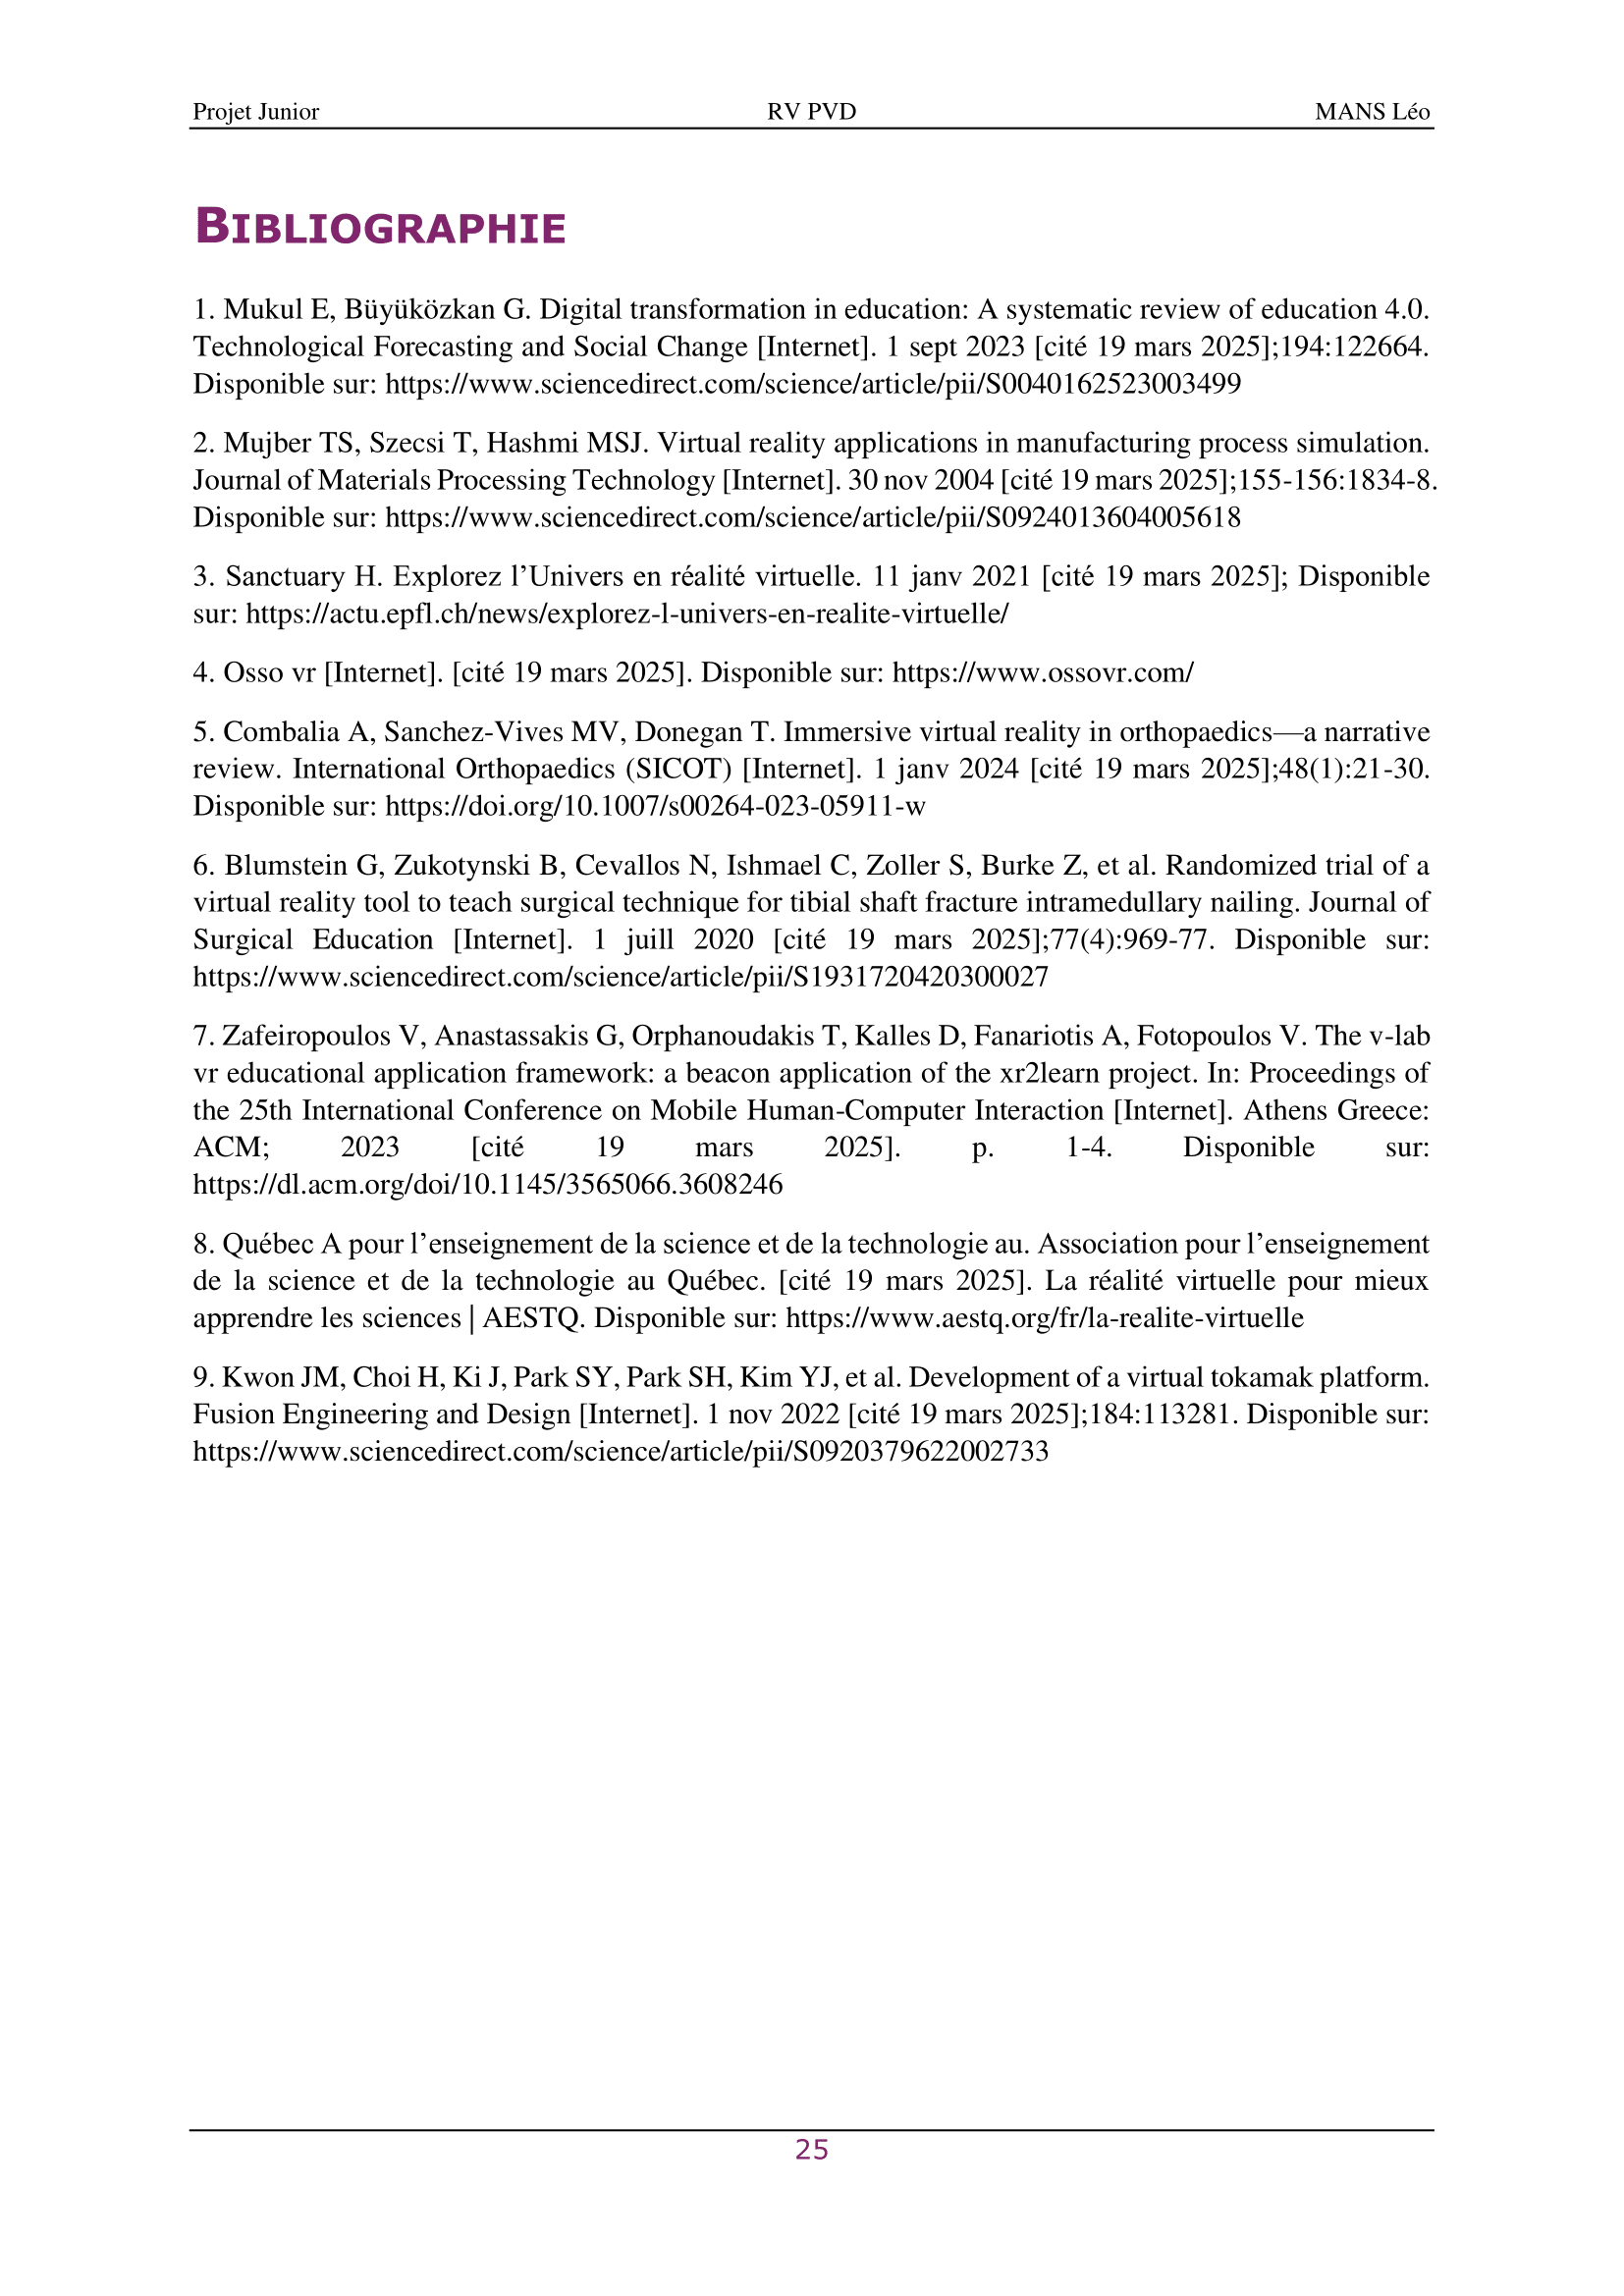 Projet Junior RV PVD MANS Léo
BIBLIOGRAPHIE
1. Mukul E, Büyüközkan G. Digital transformation in education: A systematic review of education 4.0.
Technological Forecasting and Social Change [Internet]. 1 sept 2023 [cité 19 mars 2025];194:122664.
Disponible sur: https://www.sciencedirect.com/science/article/pii/S0040162523003499
2. Mujber TS, Szecsi T, Hashmi MSJ. Virtual reality applications in manufacturing process simulation.
Journal of Materials Processing Technology [Internet]. 30 nov 2004 [cité 19 mars 2025];155-156:1834-8.
Disponible sur: https://www.sciencedirect.com/science/article/pii/S0924013604005618
3. Sanctuary H. Explorez l’Univers en réalité virtuelle. 11 janv 2021 [cité 19 mars 2025]; Disponible
sur: https://actu.epfl.ch/news/explorez-l-univers-en-realite-virtuelle/
4. Osso vr [Internet]. [cité 19 mars 2025]. Disponible sur: https://www.ossovr.com/
5. Combalia A, Sanchez-Vives MV, Donegan T. Immersive virtual reality in orthopaedics—a narrative
review. International Orthopaedics (SICOT) [Internet]. 1 janv 2024 [cité 19 mars 2025];48(1):21-30.
Disponible sur: https://doi.org/10.1007/s00264-023-05911-w
6. Blumstein G, Zukotynski B, Cevallos N, Ishmael C, Zoller S, Burke Z, et al. Randomized trial of a
virtual reality tool to teach surgical technique for tibial shaft fracture intramedullary nailing. Journal of
Surgical Education [Internet]. 1 juill 2020 [cité 19 mars 2025];77(4):969-77. Disponible sur:
https://www.sciencedirect.com/science/article/pii/S1931720420300027
7. Zafeiropoulos V, Anastassakis G, Orphanoudakis T, Kalles D, Fanariotis A, Fotopoulos V. The v-lab
vr educational application framework: a beacon application of the xr2learn project. In: Proceedings of
the 25th International Conference on Mobile Human-Computer Interaction [Internet]. Athens Greece:
ACM; 2023 [cité 19 mars 2025]. p. 1-4. Disponible sur:
https://dl.acm.org/doi/10.1145/3565066.3608246
8. Québec A pour l’enseignement de la science et de la technologie au. Association pour l’enseignement
de la science et de la technologie au Québec. [cité 19 mars 2025]. La réalité virtuelle pour mieux
apprendre les sciences | AESTQ. Disponible sur: https://www.aestq.org/fr/la-realite-virtuelle
9. Kwon JM, Choi H, Ki J, Park SY, Park SH, Kim YJ, et al. Development of a virtual tokamak platform.
Fusion Engineering and Design [Internet]. 1 nov 2022 [cité 19 mars 2025];184:113281. Disponible sur:
https://www.sciencedirect.com/science/article/pii/S0920379622002733
25